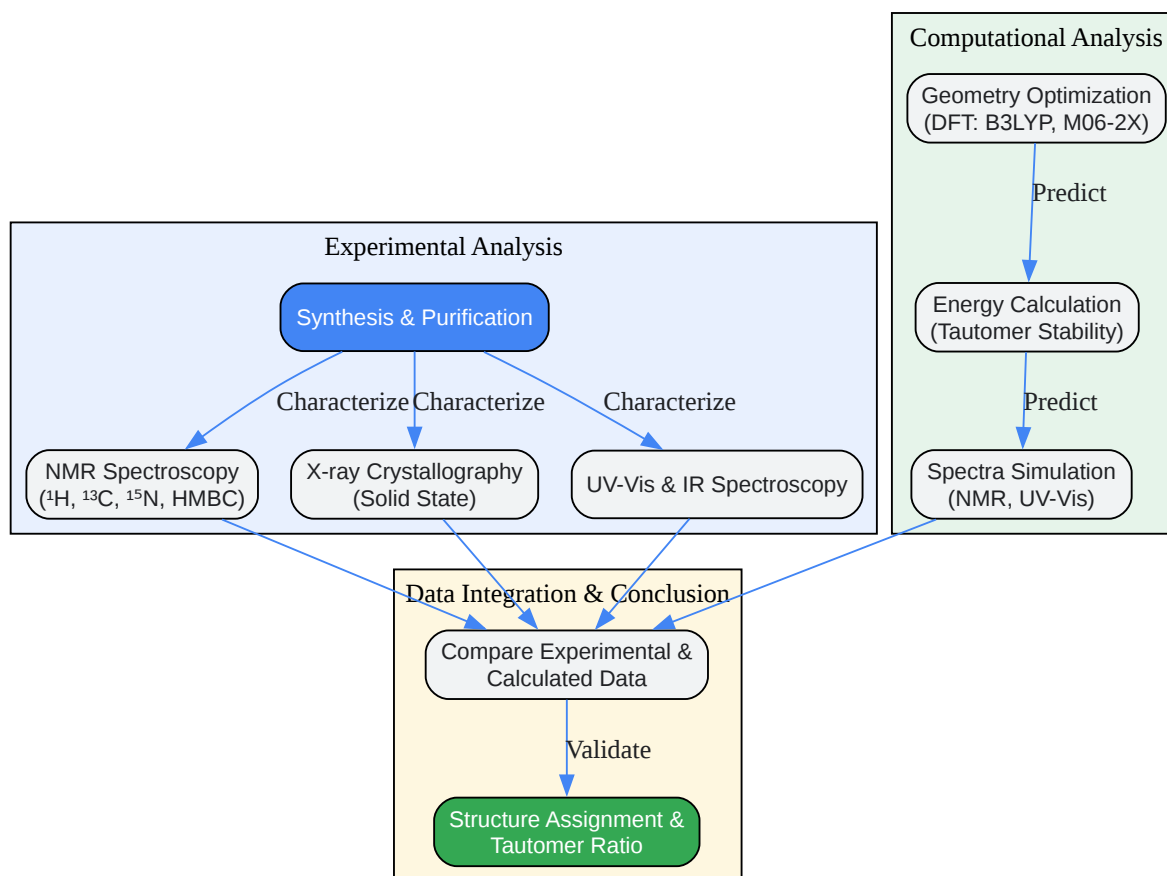 Computational Analysis
Geometry Optimization
(DFT: B3LYP, M06-2X)
Predict
Experimental Analysis
Synthesis & Purification
Energy Calculation
(Tautomer Stability)
Characterize
Characterize
Characterize
Predict
NMR Spectroscopy
(¹H, ¹³C, ¹⁵N, HMBC)
X-ray Crystallography
(Solid State)
UV-Vis & IR Spectroscopy
Spectra Simulation
(NMR, UV-Vis)
Data Integration & Conclusion
Compare Experimental &
Calculated Data
Validate
Structure Assignment &
Tautomer Ratio